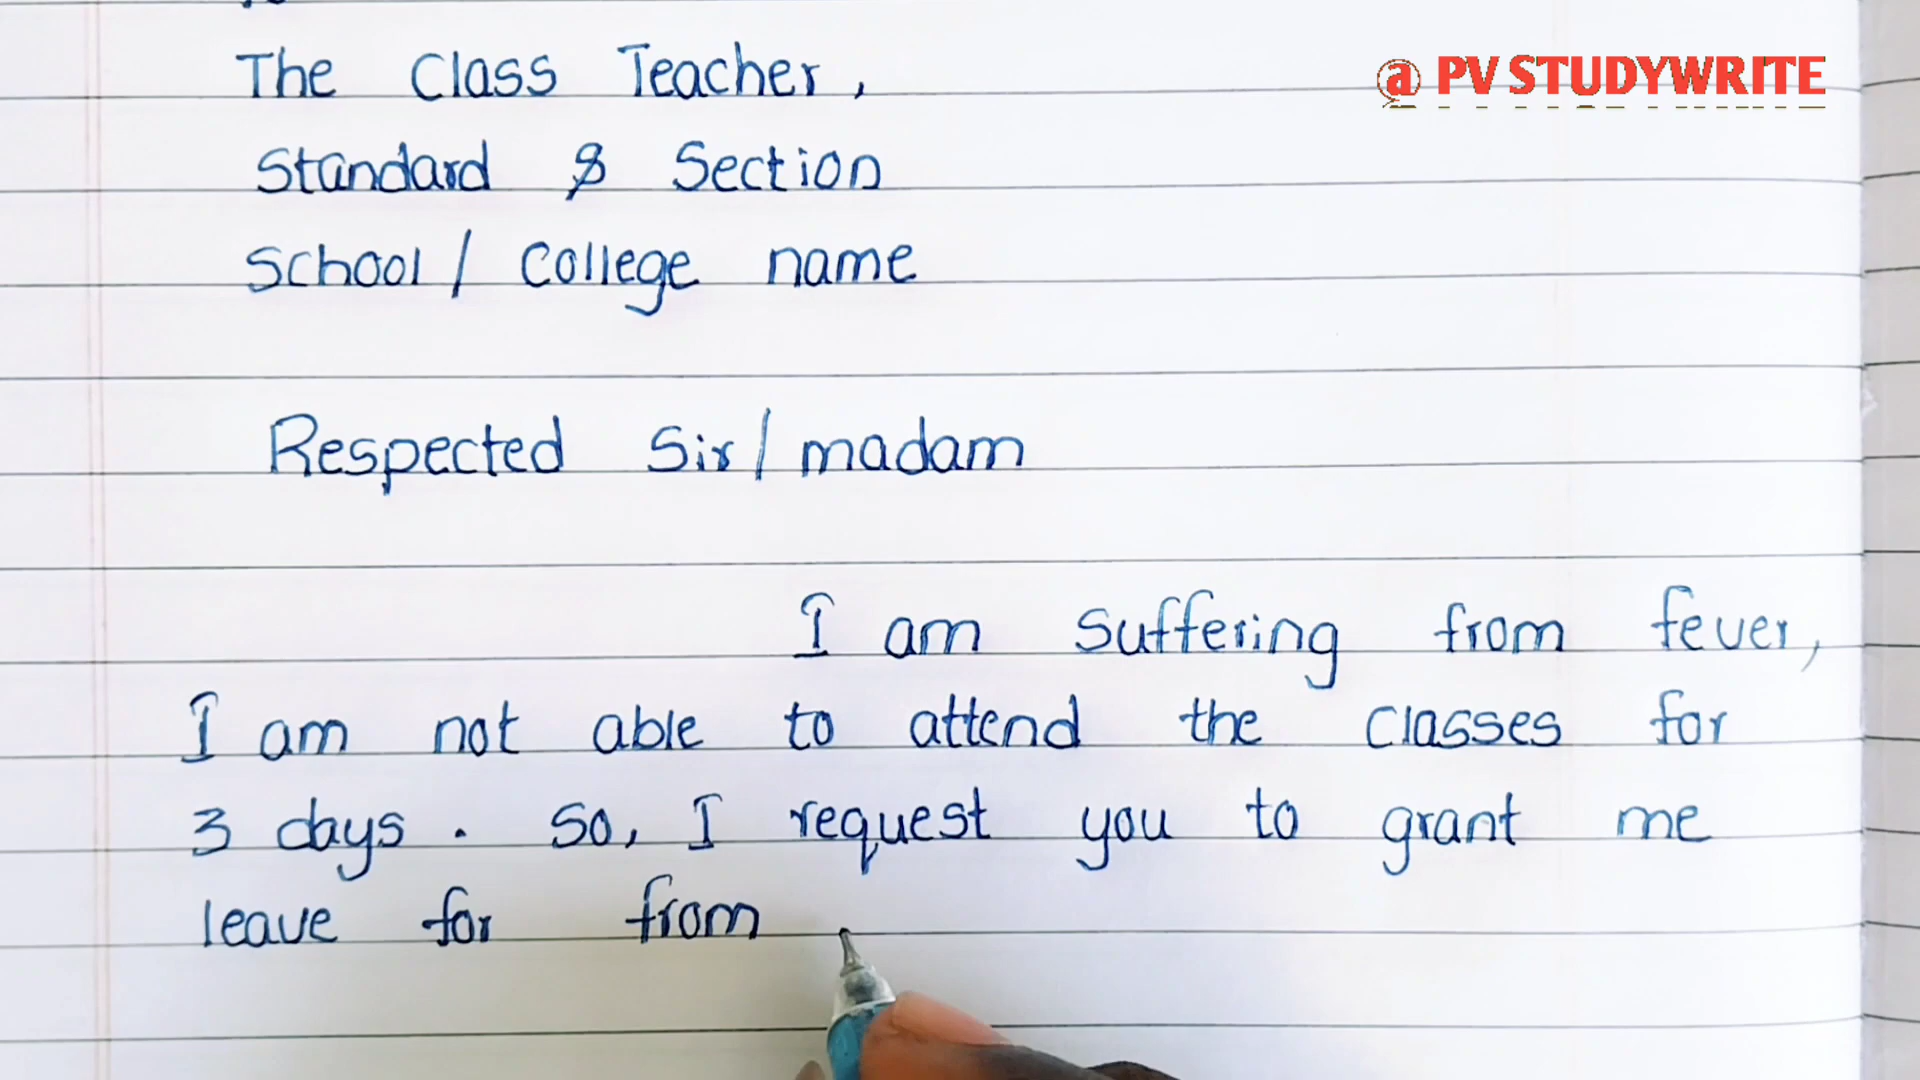 The Class Teacher,
@ PV STUDYWRITE
Standard & Section
School / College name
Respected Sir / madam
I am suffering from fever,
I am not able to attend the classes for
3 days. So, I request you to grant me
leave for from